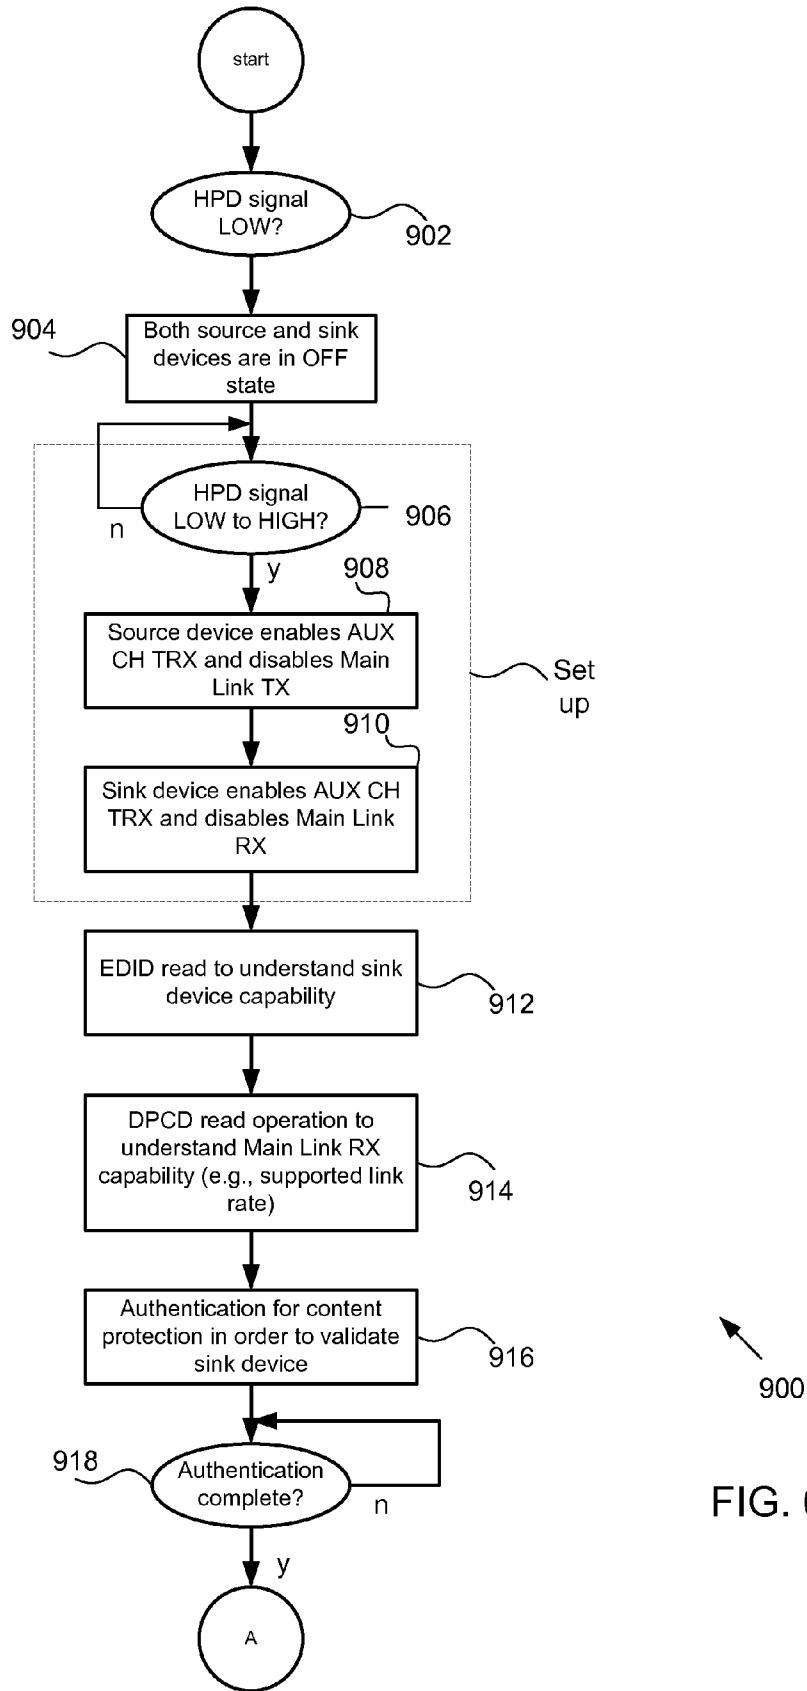 start
HPD signal
LOW?
902
904
Both source and sink
devices are in OFF
state
HPD signal
LOW to HIGH?
906
n
y
908
Source device enables AUX
CH TRX and disables Main
Link TX
Set
up
910
Sink device enables AUX CH
TRX and disables Main Link
RX
EDID read to understand sink
device capability
912
DPCD read operation to
understand Main Link RX
capability (e.g., supported link
rate)
914
Authentication for content
protection in order to validate
sink device
916
900
918
Authentication
complete?
n
FIG.
y
A